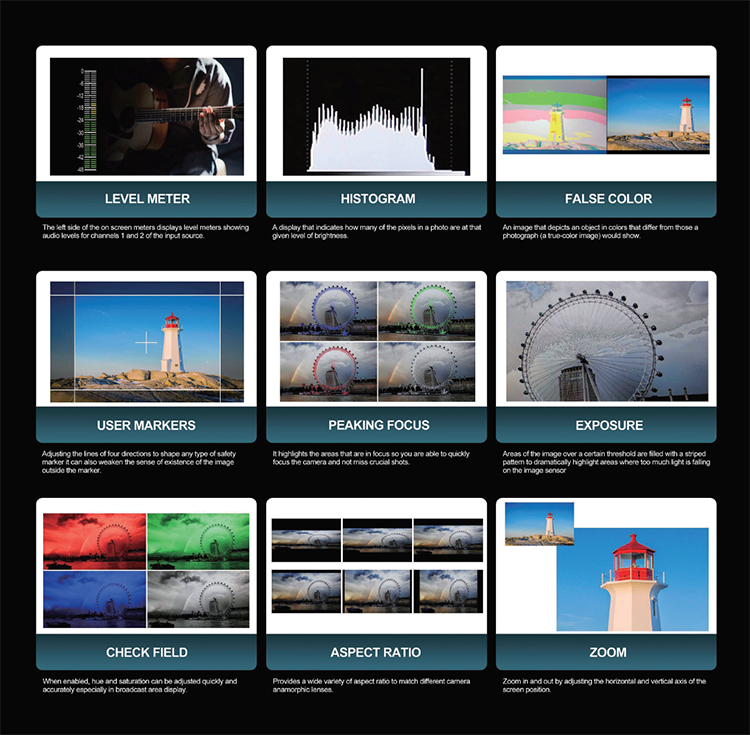 0
-6
-12
-18
-24
-30
-36
-42
-48
LEVEL METER
The left side of the on screen meters displays level meters showing
audio levels for channels 1 and 2 of the input source.
HISTOGRAM
A display that indicates how many of the pixels in a photo are at that
given level of brightness.
FALSE COLOR
An image that depicts an object in colors that differ from those a
photograph (a true-color image) would show.
USER MARKERS
Adjusting the lines of four directions to shape any type of safety
marker it can also weaken the sense of existence of the image
outside the marker.
PEAKING FOCUS
It highlights the areas that are in focus so you are able to quickly
focus the camera and not miss crucial shots.
EXPOSURE
Areas of the image over a certain threshold are filled with a striped
pattern to dramatically highlight areas where too much light is falling
on the image sensor
CHECK FIELD
When enabled, hue and saturation can be adjusted quickly and
accurately especially in broadcast area display.
ASPECT RATIO
Provides a wide variety of aspect ratio to match different camera
anamorphic lenses.
ZOOM
Zoom in and out by adjusting the horizontal and vertical axis of the
screen position.